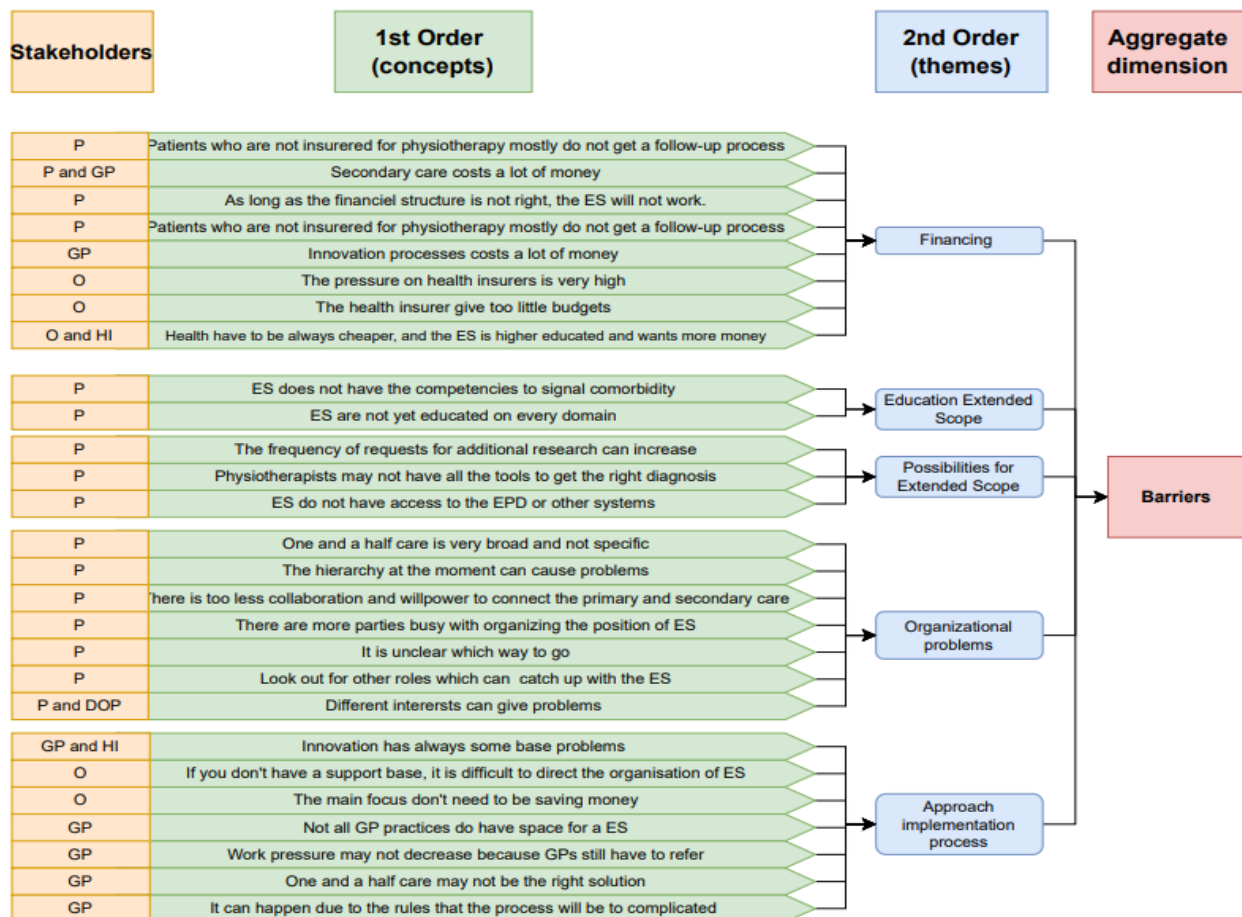 Stakeholders
1st Order
(concepts)
2nd Order
(themes)
Aggregate
dimension
P
Patients who are not insurered for physiotherapy mostly do not get a follow-up process
P and GP
Secondary care costs a lot of money
P
As long as the financiel structure is not right, the ES will not work.
P
Patients who are not insurered for physiotherapy mostly do not get a follow-up process
GP
Innovation processes costs a lot of money
O
The pressure on health insurers is very high
O
The health insurer give too little budgets
O and HI
Health have to be always cheaper, and the ES is higher educated and wants more money
Financing
P
ES does not have the competencies to signal comorbidity
P
ES are not yet educated on every domain
Education Extended
Scope
P
The frequency of requests for additional research can increase
P
Physiotherapists may not have all the tools to get the right diagnosis
P
ES do not have access to the EPD or other systems
Possibilities for
Extended Scope
Barriers
P
One and a half care is very broad and not specific
P
The hierarchy at the moment can cause problems
P
There is too less collaboration and willpower to connect the primary and secondary care
P
There are more parties busy with organizing the position of ES
P
It is unclear which way to go
P
Look out for other roles which can catch up with the ES
P and DOP
Different interersts can give problems
Organizational
problems
GP and HI
Innovation has always some base problems
O
If you don't have a support base, it is difficult to direct the organisation of ES
O
The main focus don't need to be saving money
GP
Not all GP practices do have space for a ES
GP
Work pressure may not decrease because GPs still have to refer
GP
One and a half care may not be the right solution
GP
It can happen due to the rules that the process will be to complicated
Approach
implementation
process